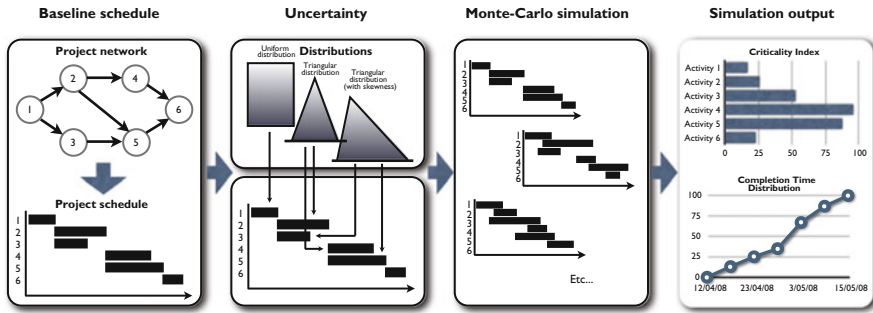 Baseline schedule
Uncertainty
Monte-Carlo simulation
Simulation output
Project network
1
2
3
4
5
6
Project schedule
1
2
3
4
5
6
Distributions
Uniform
distribution
Triangular
distribution
Triangular
distribution
(with skewness)
1
2
3
4
5
6
1
2
3
4
5
6
1
2
3
4
5
6
1
2
3
4
5
6
Etc...
Criticality Index
Activity 1
Activity 2
Activity 3
Activity 4
Activity 5
Activity 6
0 25 50 75 100
Completion Time
Distribution
100
75
50
25
0
12/04/08 23/04/08 3/05/08 15/05/08